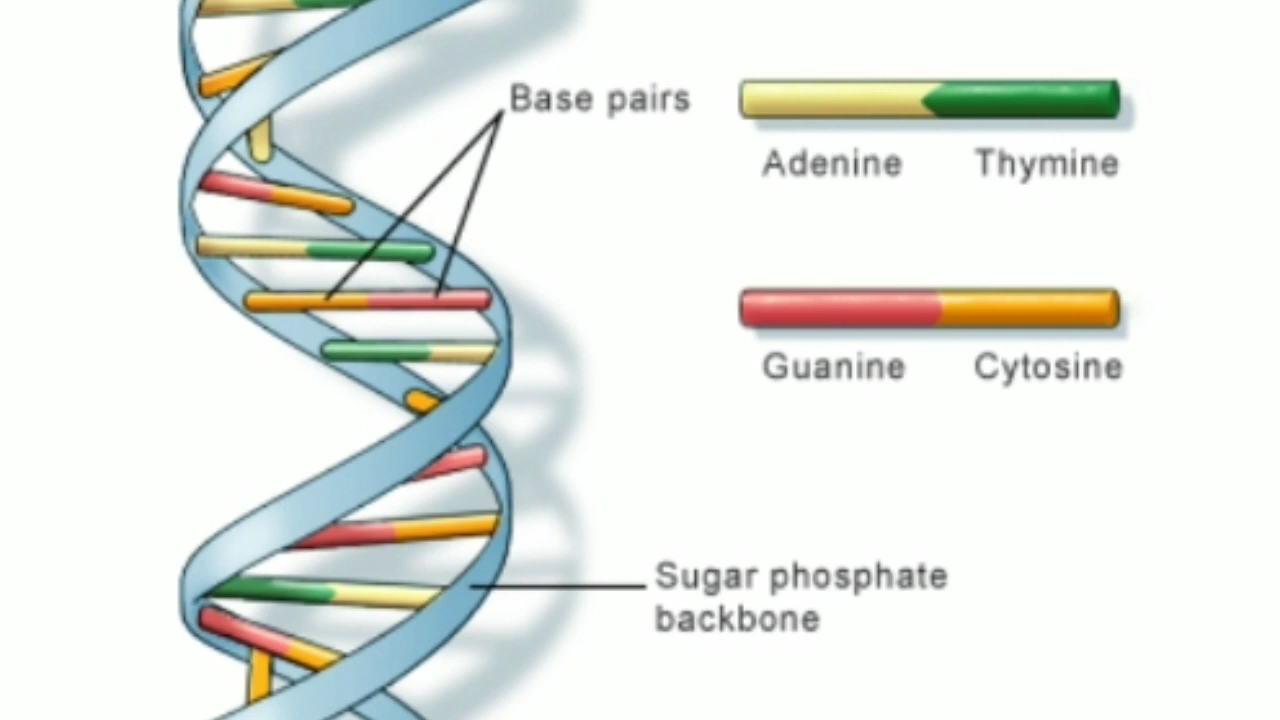 Base pairs
Adenine Thymine
Guanine Cytosine
Sugar phosphate
backbone